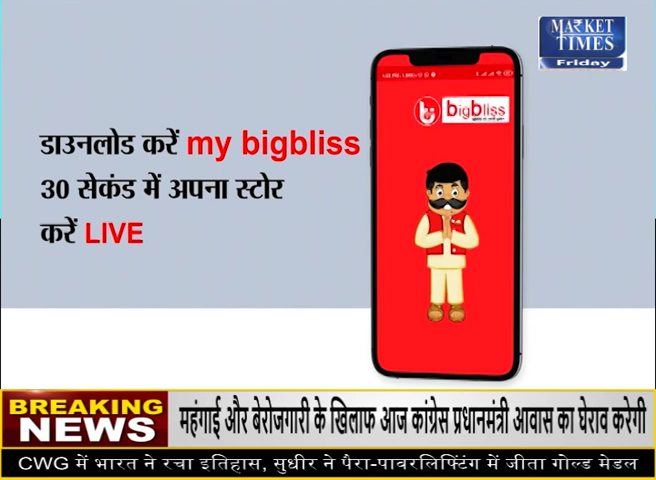 MARKET
TIMES
Friday
bigbliss
डाउनलोड करें my bigbliss
30 सेकंड में अपना स्टोर
करें LIVE
BREAKING
NEWS
महंगाई और बेरोजगारी के खिलाफ आज कांग्रेस प्रधानमंत्री आवास का घेराव करेगी
CWG में भारत ने रचा इतिहास, सुधीर ने पैरा-पावरलिफ्टिंग में जीता गोल्ड मेडल